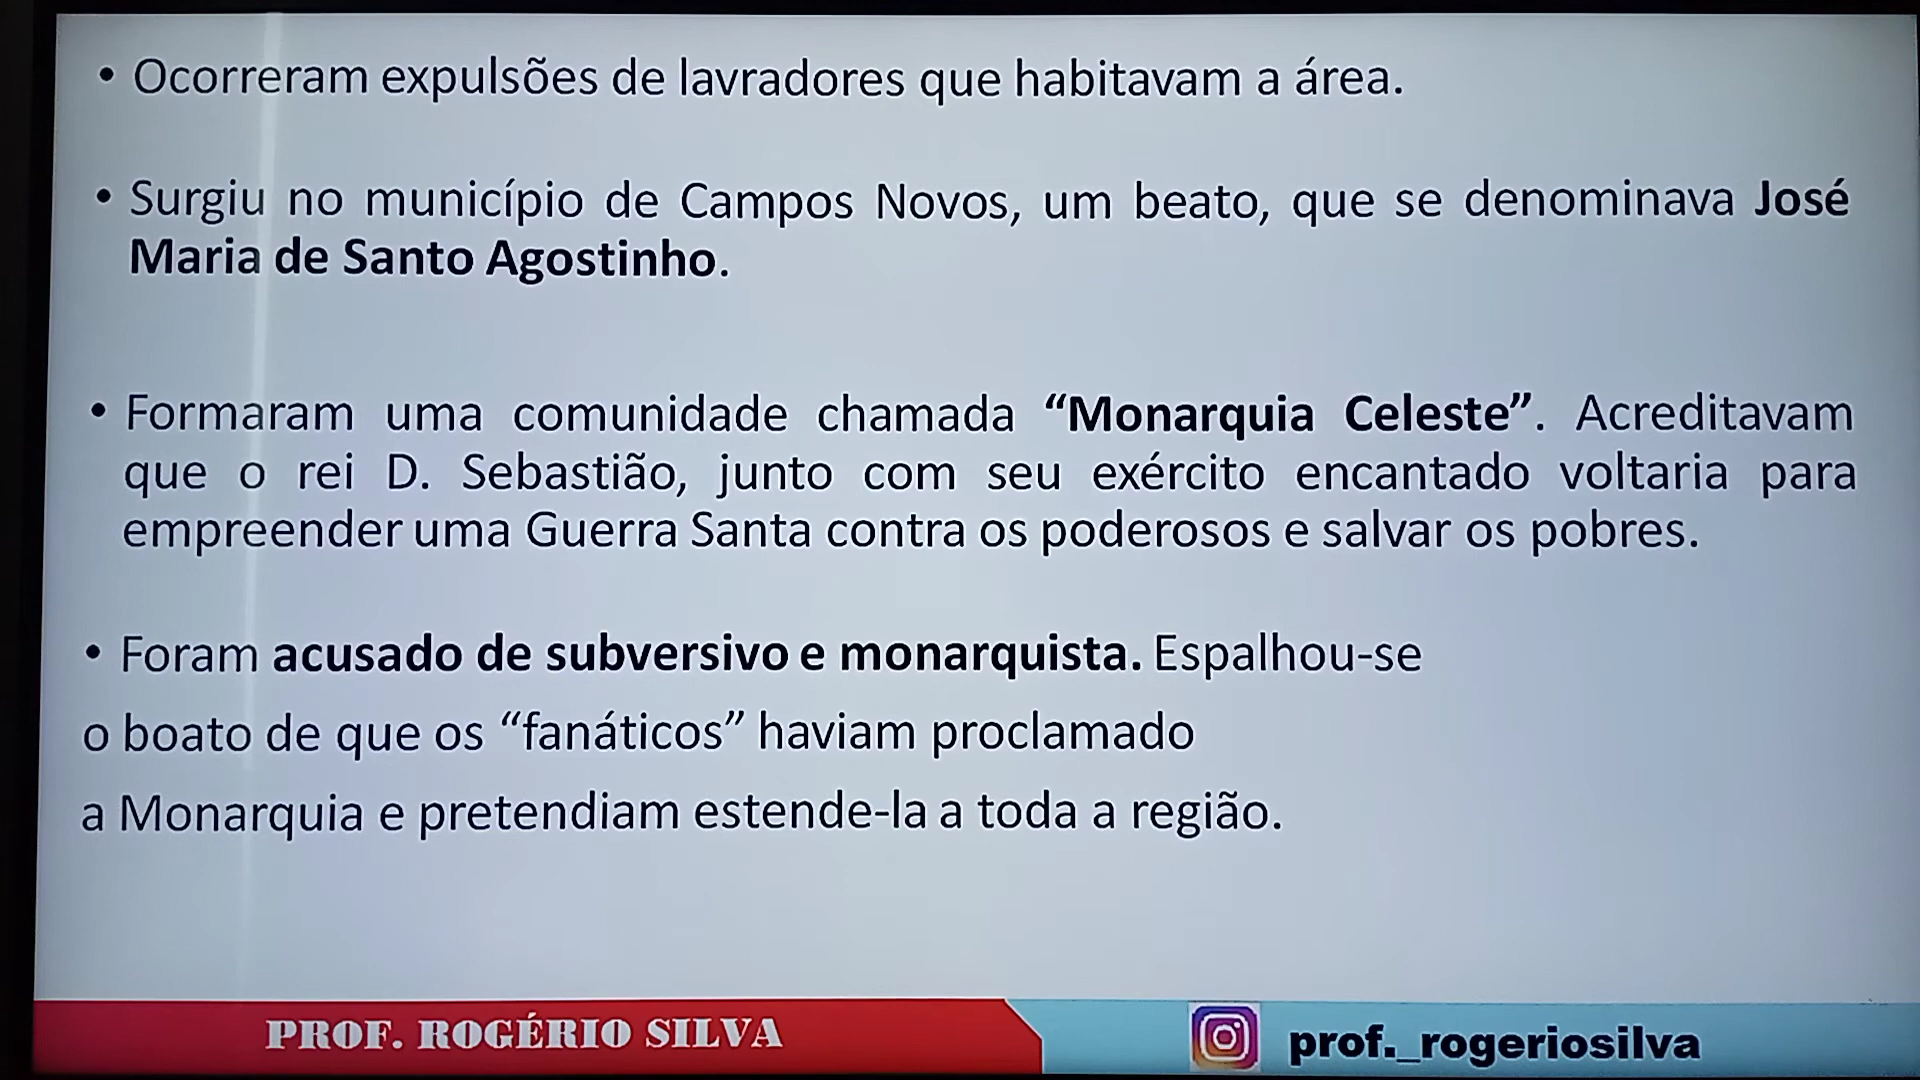 • Ocorreram expulsões de lavradores que habitavam a área.
• Surgiu no município de Campos Novos, um beato, que se denominava José
Maria de Santo Agostinho.
• Formaram uma comunidade chamada “Monarquia Celeste”. Acreditavam
que o rei D. Sebastião, junto com seu exército encantado voltaria para
empreender uma Guerra Santa contra os poderosos e salvar os pobres.
• Foram acusado de subversivo e monarquista. Espalhou-se
o boato de que os “fanáticos” haviam proclamado
a Monarquia e pretendiam estende-la a toda a região.
PROF. ROGÉRIO SILVA
prof._rogeriosilva